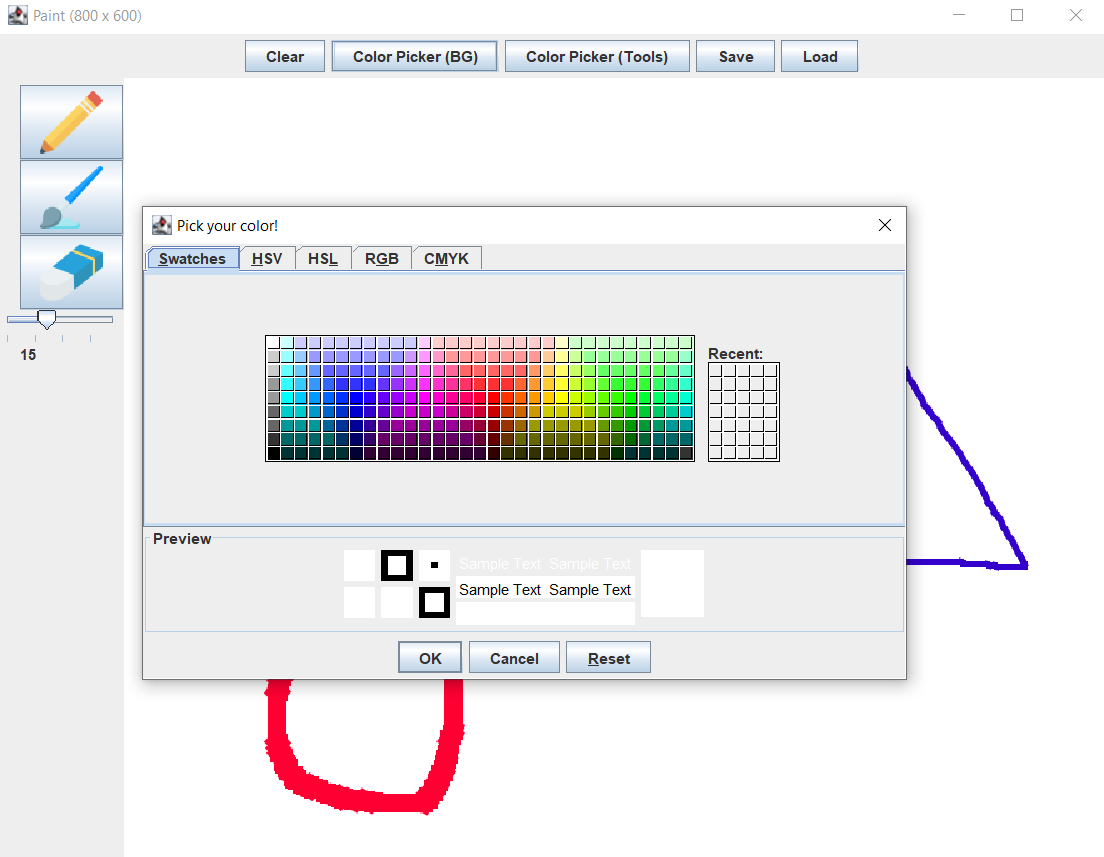 Paint (800 x 600)
Clear Color Picker (BG) Color Picker (Tools) Save Load
Pick your color!
Swatches HSV HSL RGB CMYK
Recent:
15
Preview
Sample Text Sample Text
Sample Text Sample Text
OK Cancel Reset